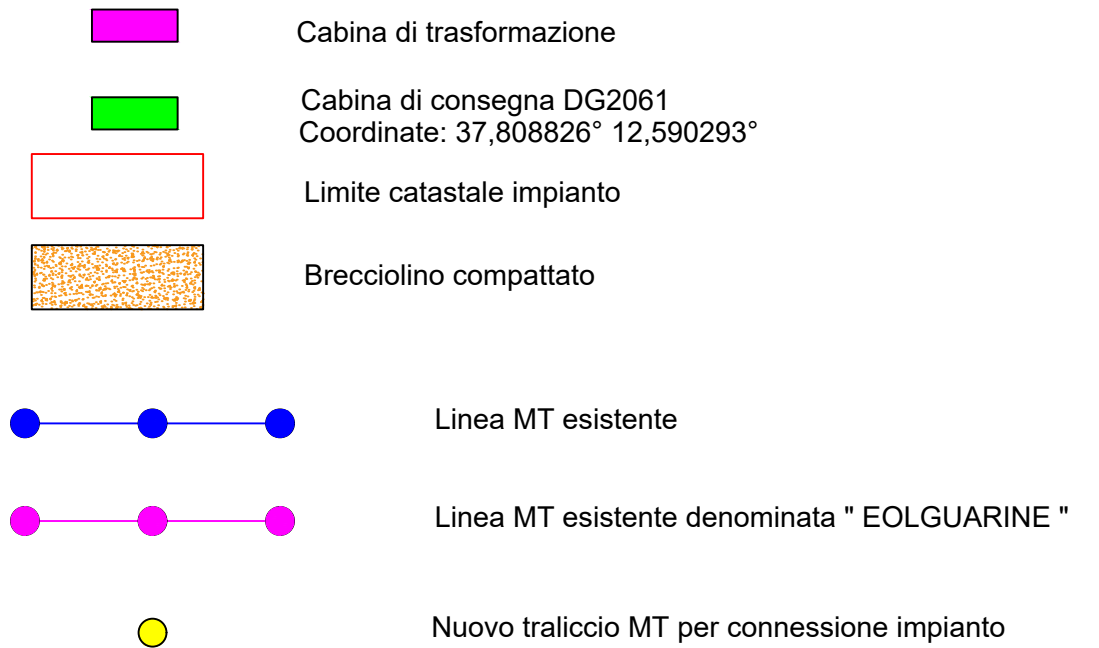 Cabina di trasformazione
Cabina di consegna DG2061
Coordinate: 37,808826° 12,590293°
Limite catastale impianto
Brecciolino compattato
Linea MT esistente
Linea MT esistente denominata " EOLGUARINE "
Nuovo traliccio MT per connessione impianto